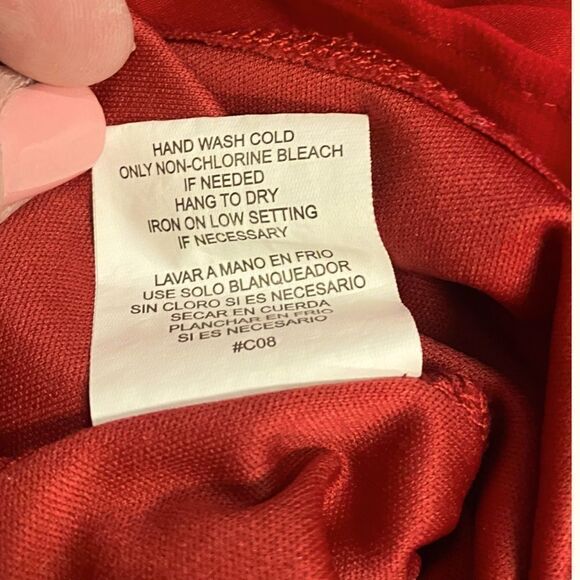 HAND WASH COLD
ONLY NON-CHLORINE BLEACH
IF NEEDED
HANG TO DRY
IRON ON LOW SETTING
IF NECESSARY
LAVAR A MANO EN FRIO
USE SOLO BLANQUEADOR
SIN CLORO SI ES NECESARIO
SECAR EN CUERDA
PLANCHAR EN FRIO
SI ES NECESARIO
#C08